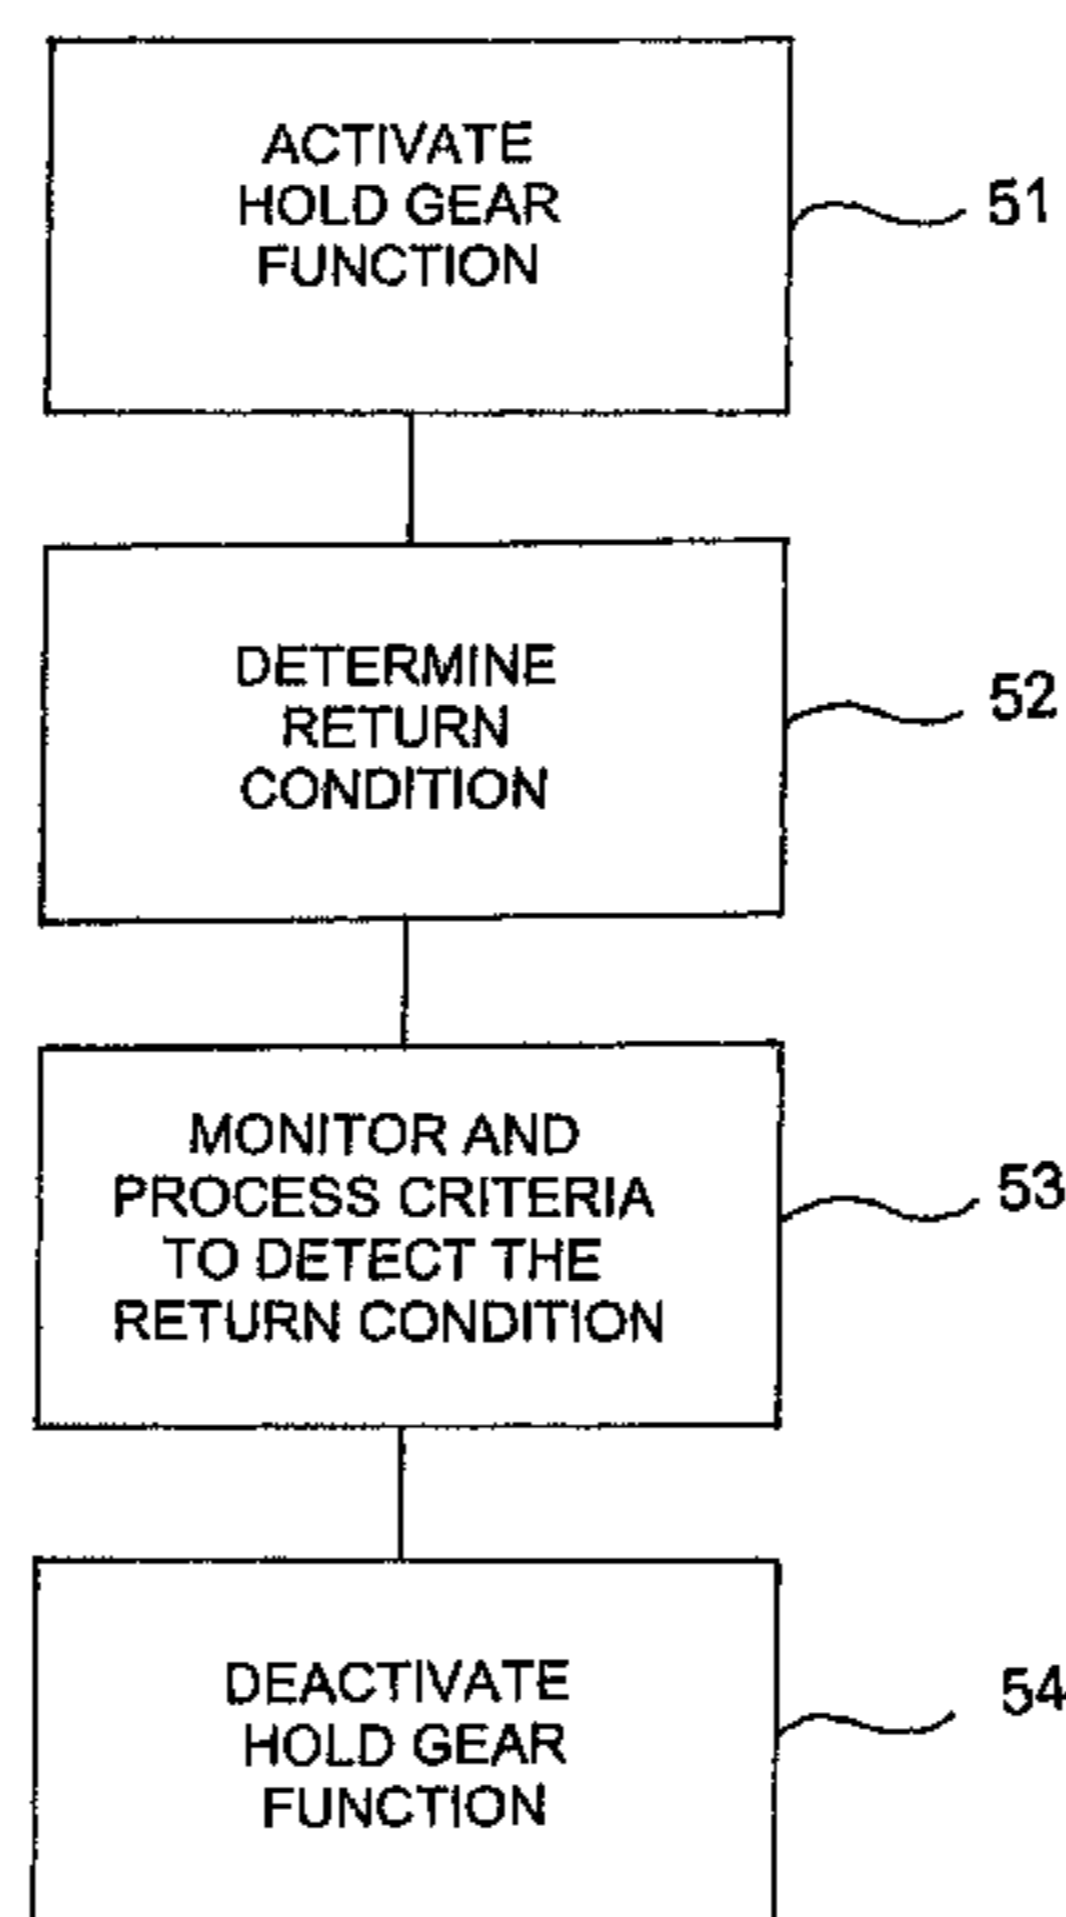 ACTIVATE
HOLD GEAR
FUNCTION
51
DETERMINE
RETURN
CONDITION
52
MONITOR AND
PROCESS CRITERIA
TO DETECT THE
RETURN CONDITION
53
DEACTIVATE
HOLD GEAR
FUNCTION
54